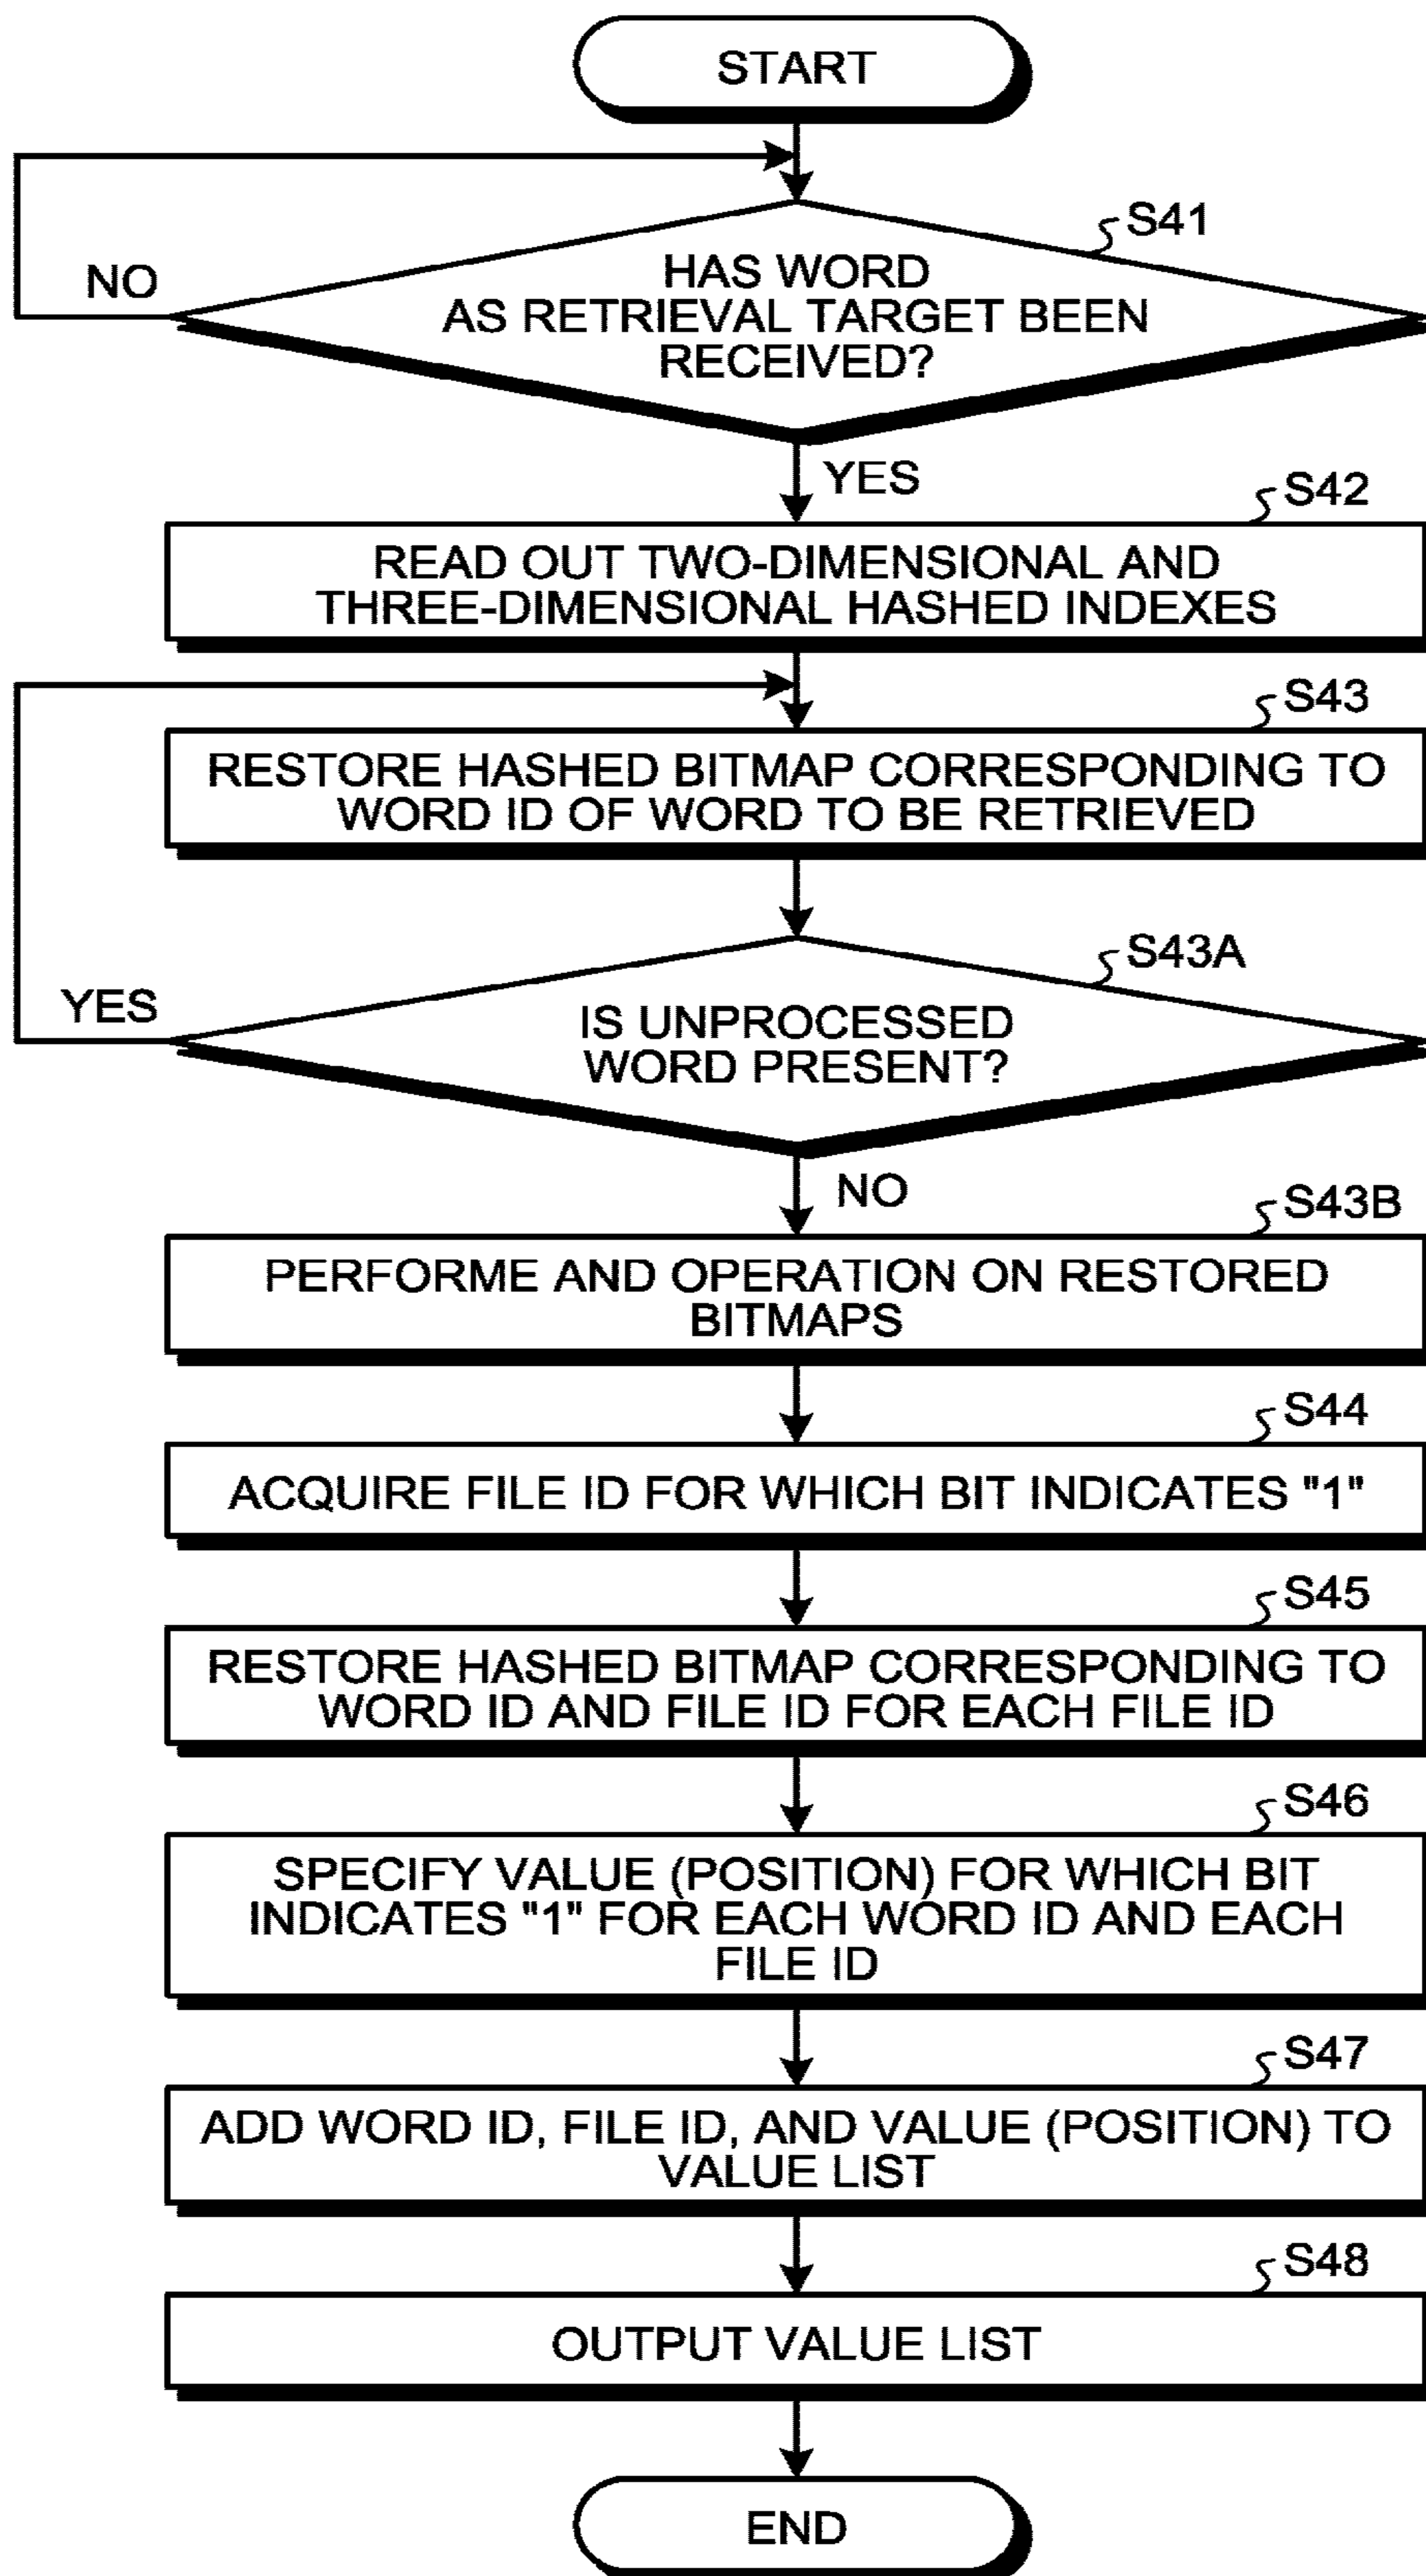 START
S41
NO
HAS WORD
AS RETRIEVAL TARGET BEEN
RECEIVED?
YES
S42
READ OUT TWO-DIMENSIONAL AND
THREE-DIMENSIONAL HASHED INDEXES
S43
RESTORE HASHED BITMAP CORRESPONDING TO
WORD ID OF WORD TO BE RETRIEVED
S43A
YES
IS UNPROCESSED
WORD PRESENT?
NO
S43B
PERFORME AND OPERATION ON RESTORED
BITMAPS
S44
ACQUIRE FILE ID FOR WHICH BIT INDICATES "1"
S45
RESTORE HASHED BITMAP CORRESPONDING TO
WORD ID AND FILE ID FOR EACH FILE ID
S46
SPECIFY VALUE (POSITION) FOR WHICH BIT
INDICATES "1" FOR EACH WORD ID AND EACH
FILE ID
S47
ADD WORD ID, FILE ID, AND VALUE (POSITION) TO
VALUE LIST
S48
OUTPUT VALUE LIST
END